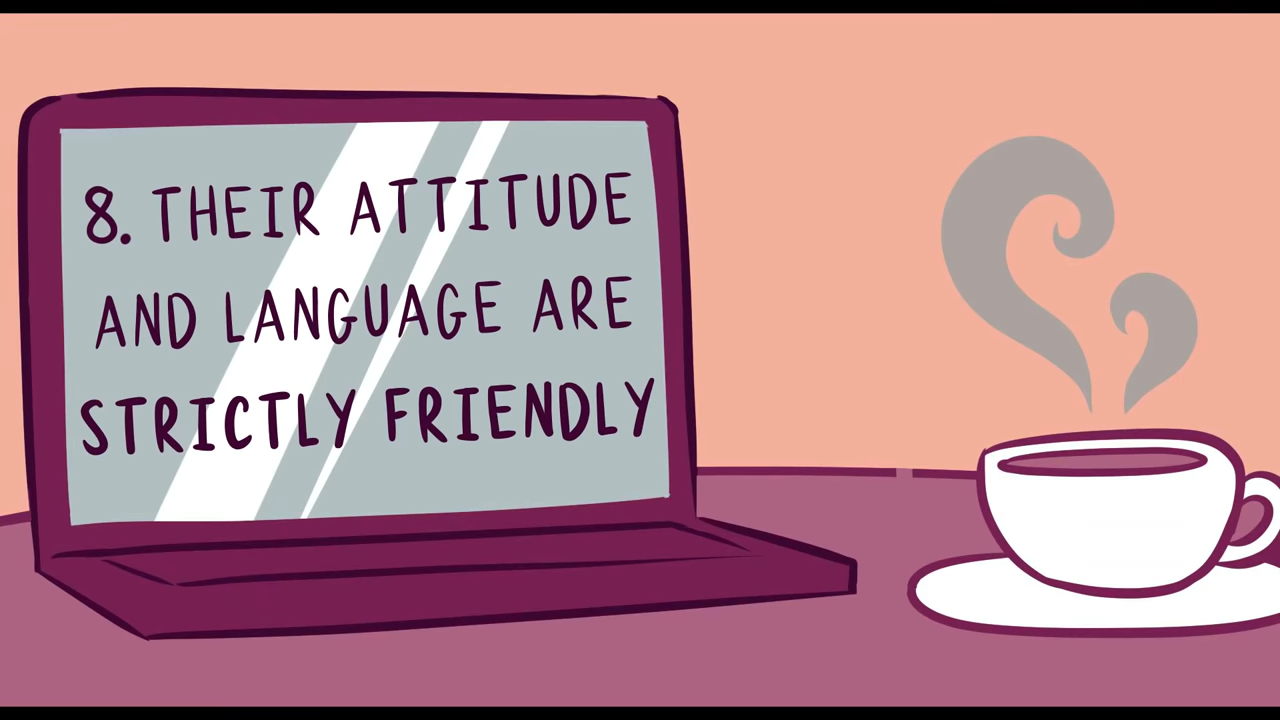 8. THEIR ATTITUDE
AND LANGUAGE ARE
STRICTLY FRIENDLY